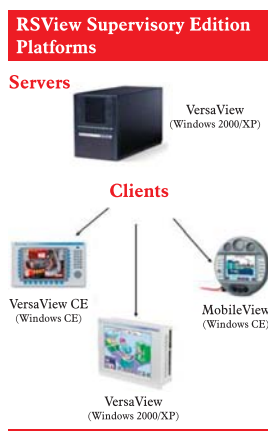 RSView Supervisory Edition
Platforms
Servers
VersaView
(Windows 2000/XP)
Clients
VersaView CE
(Windows CE)
MobileView
(Windows CE)
VersaView
(Windows 2000/XP)